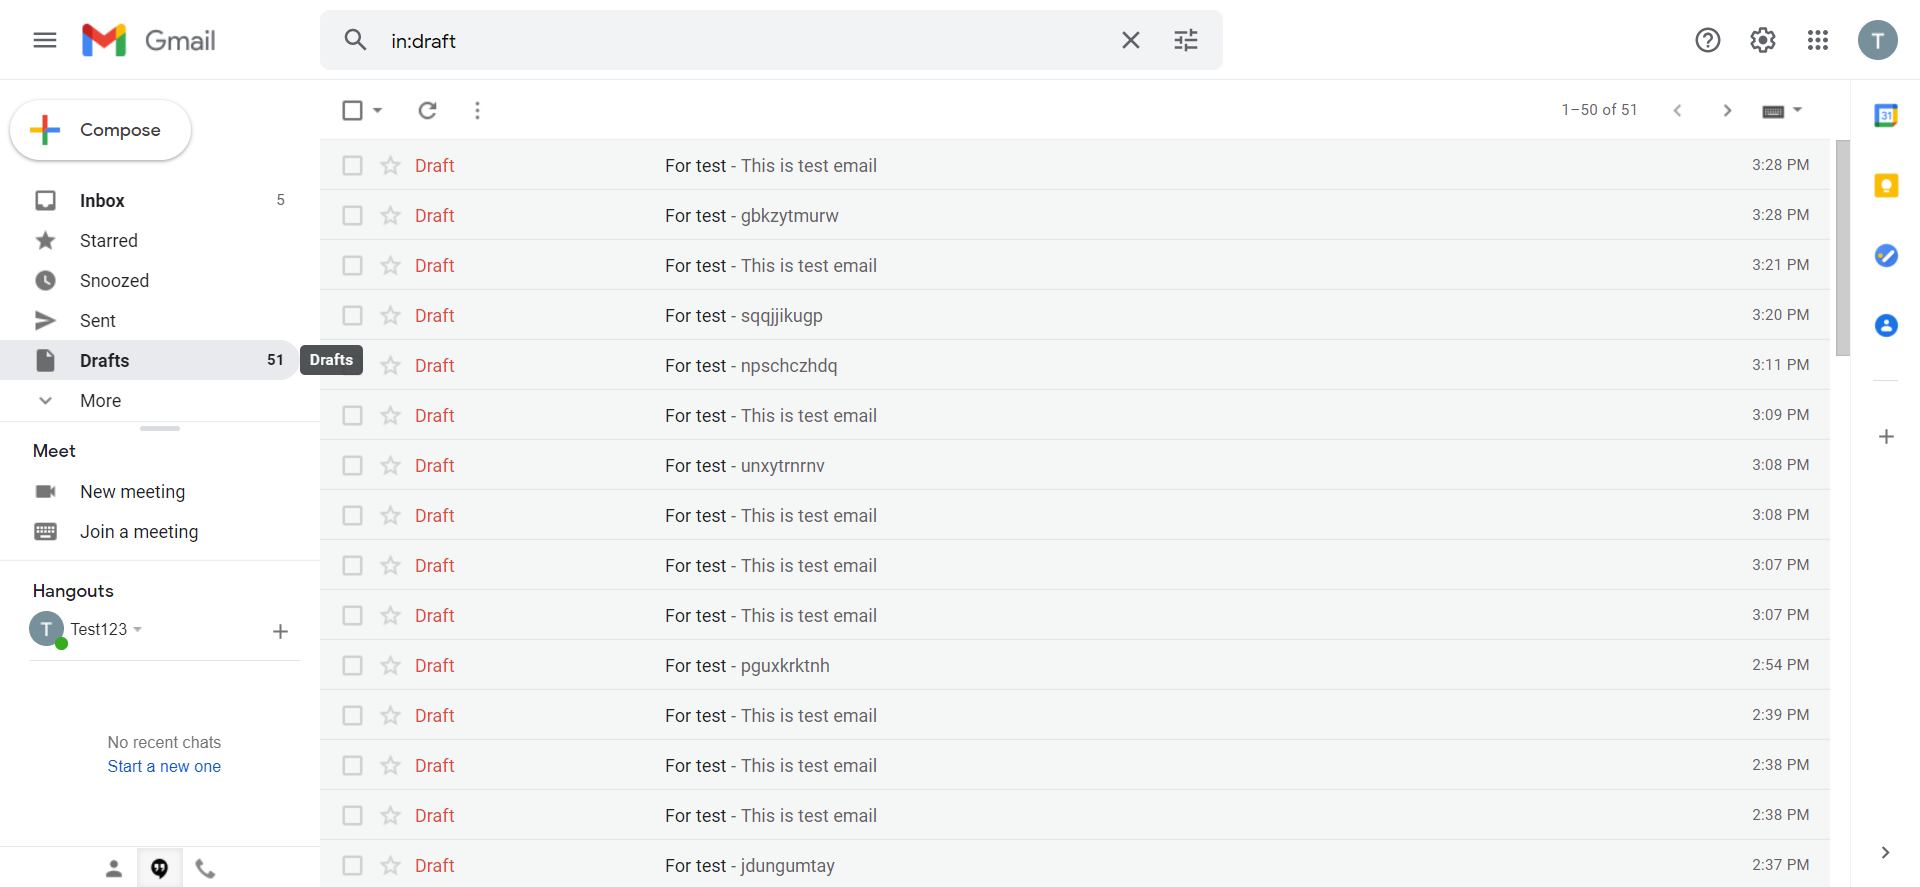 Gmail
in:draft
T
Compose
1–50 of 51
31
Inbox 5
Starred
Snoozed
Sent
Drafts 51
Drafts
More
Meet
New meeting
Join a meeting
Hangouts
T Test123
No recent chats
Start a new one
Draft For test - This is test email 3:28 PM
Draft For test - gbkzytmurw 3:28 PM
Draft For test - This is test email 3:21 PM
Draft For test - sqqjjikugp 3:20 PM
Draft For test - npschczhdq 3:11 PM
Draft For test - This is test email 3:09 PM
Draft For test - unxytrnrnv 3:08 PM
Draft For test - This is test email 3:08 PM
Draft For test - This is test email 3:07 PM
Draft For test - This is test email 3:07 PM
Draft For test - pguxkrktnh 2:54 PM
Draft For test - This is test email 2:39 PM
Draft For test - This is test email 2:38 PM
Draft For test - This is test email 2:38 PM
Draft For test - jdungumtay 2:37 PM